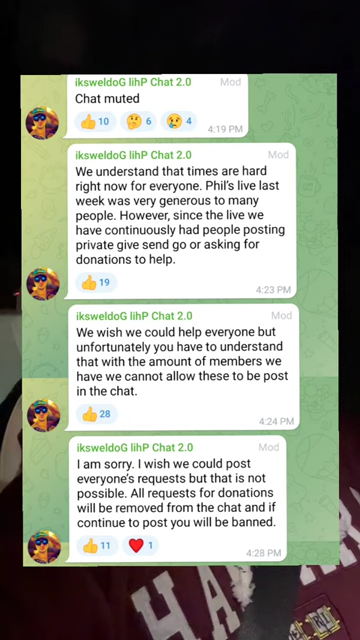 iksweldoG lihP Chat 2.0 Mod
Chat muted
👍 10 🤔 6 😢 4 4:19 PM
iksweldoG lihP Chat 2.0 Mod
We understand that times are hard
right now for everyone. Phil's live last
week was very generous to many
people. However, since the live we
have continuously had people posting
private give send go or asking for
donations to help.
👍 19 4:23 PM
iksweldoG lihP Chat 2.0 Mod
We wish we could help everyone but
unfortunately you have to understand
that with the amount of members we
have we cannot allow these to be post
in the chat.
👍 28 4:24 PM
iksweldoG lihP Chat 2.0 Mod
I am sorry. I wish we could post
everyone's requests but that is not
possible. All requests for donations
will be removed from the chat and if
continue to post you will be banned.
👍 11 ❤️ 1 4:28 PM